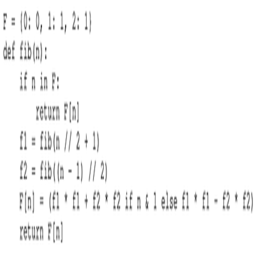 F = {0: 0, 1: 1, 2: 1}
def fib(n):
    if n in F:
        return F[n]
    f1 = fib(n // 2 + 1)
    f2 = fib((n - 1) // 2)
    F[n] = (f1 * f1 + f2 * f2 if n & 1 else f1 * f1 - f2 * f2)
    return F[n]